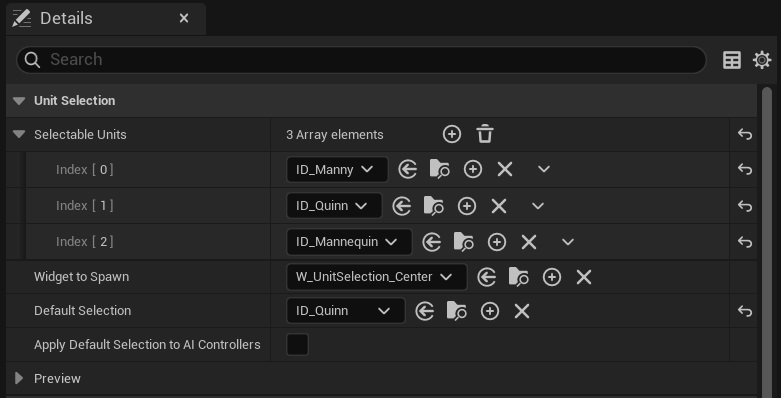 Details
Search
Unit Selection
Selectable Units 3 Array elements
Index [ 0 ] ID_Manny
Index [ 1 ] ID_Quinn
Index [ 2 ] ID_Mannequin
Widget to Spawn W_UnitSelection_Center
Default Selection ID_Quinn
Apply Default Selection to AI Controllers
Preview